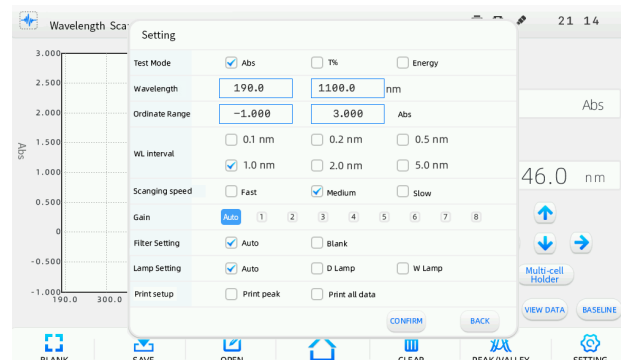 Wavelength Sca
21 14
Setting
Test Mode Abs T% Energy
Wavelength 190.0 1100.0 nm
Ordinate Range -1.000 3.000 Abs
WL interval 0.1 nm 0.2 nm 0.5 nm
1.0 nm 2.0 nm 5.0 nm
Scanging speed Fast Medium Slow
Gain Auto 1 2 3 4 5 6 7 8
Filter Setting Auto Blank
Lamp Setting Auto D Lamp W Lamp
Print setup Print peak Print all data
CONFIRM BACK
3.000
2.500
2.000
1.500
1.000
0.500
0
-0.500
-1.000
Abs
190.0 300.0
Abs
46.0 nm
Multi-cell
Holder
VIEW DATA BASELINE
BLANK SAVE OPEN CLEAR PEAK/VALLEY SETTING